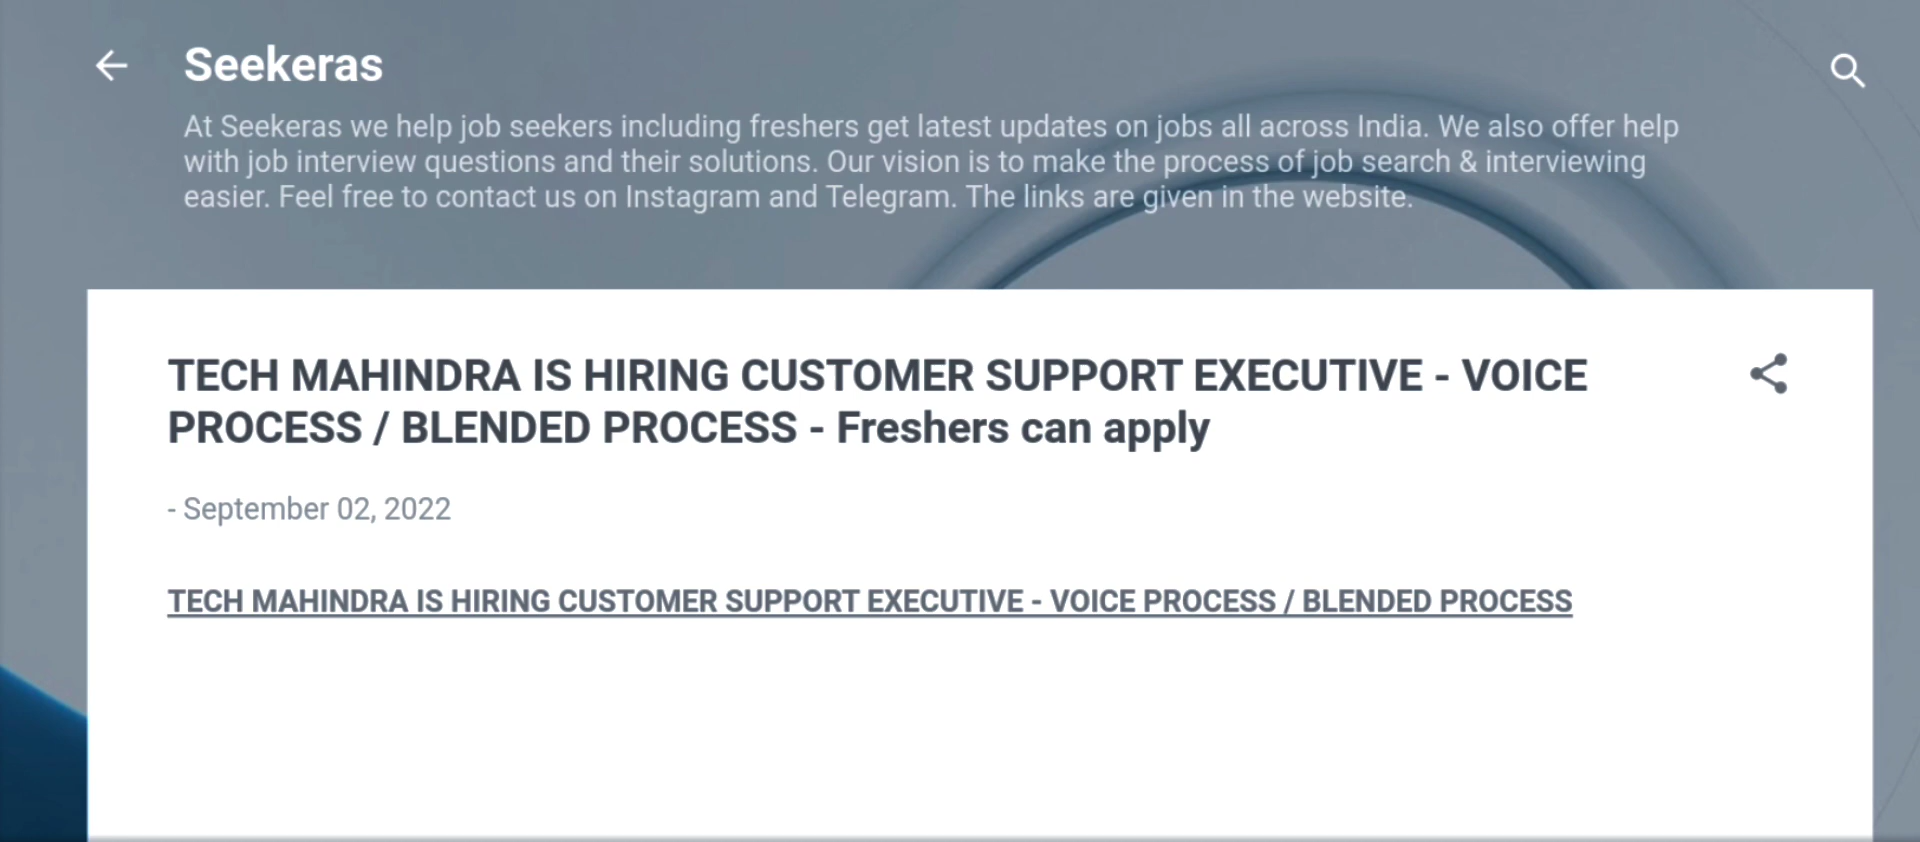 Seekeras
At Seekeras we help job seekers including freshers get latest updates on jobs all across India. We also offer help
with job interview questions and their solutions. Our vision is to make the process of job search & interviewing
easier. Feel free to contact us on Instagram and Telegram. The links are given in the website.
TECH MAHINDRA IS HIRING CUSTOMER SUPPORT EXECUTIVE - VOICE
PROCESS / BLENDED PROCESS - Freshers can apply
- September 02, 2022
TECH MAHINDRA IS HIRING CUSTOMER SUPPORT EXECUTIVE - VOICE PROCESS / BLENDED PROCESS